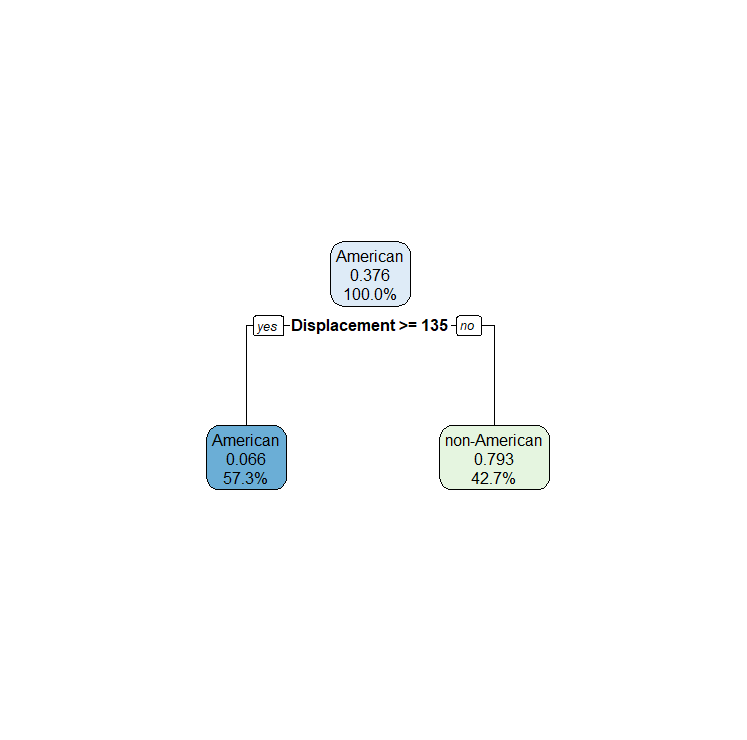 American
0.376
100.0%
yes Displacement >= 135 no
American
0.066
57.3%
non-American
0.793
42.7%